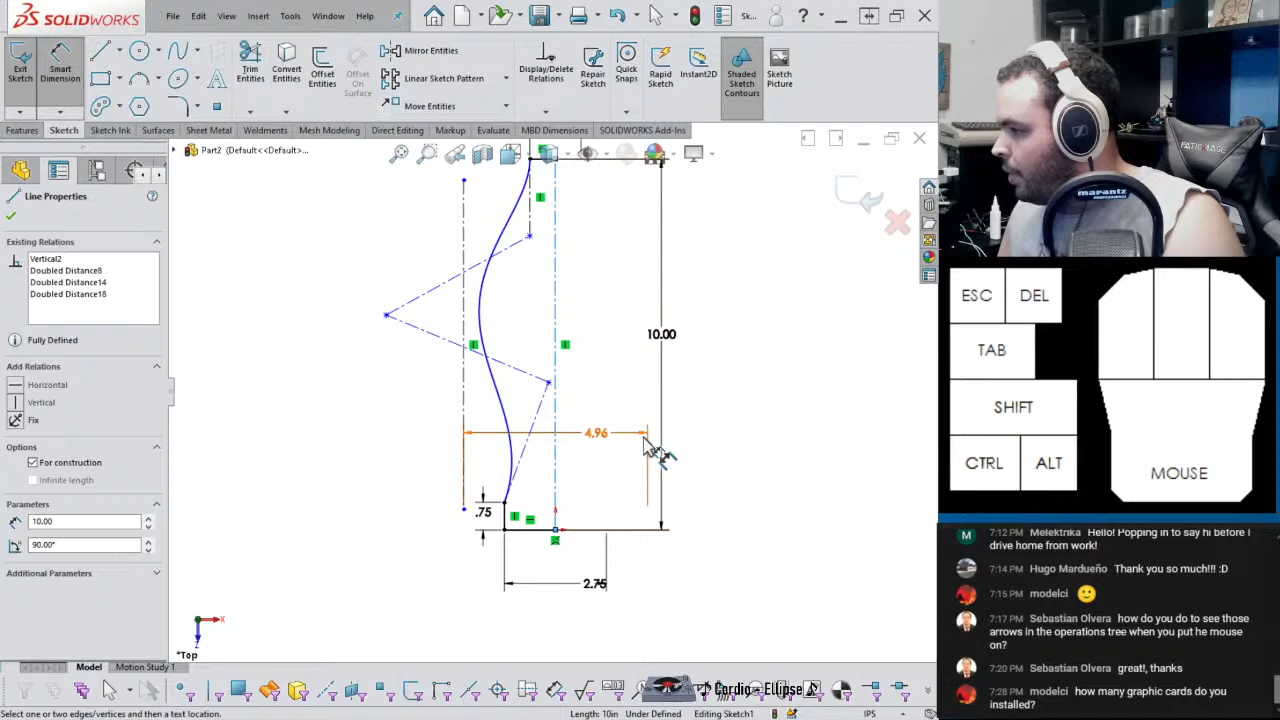 SOLIDWORKS
File Edit View Insert Tools Window Help
Sk...
Exit Sketch
Smart Dimension
Trim Entities
Convert Entities
Offset Entities
Offset On Surface
Mirror Entities
Linear Sketch Pattern
Move Entities
Display/Delete Relations
Repair Sketch
Quick Snaps
Rapid Sketch
Instant2D
Shaded Sketch Contours
Sketch Picture
Features Sketch Sketch Ink Surfaces Sheet Metal Weldments Mesh Modeling Direct Editing Markup Evaluate MBD Dimensions SOLIDWORKS Add-Ins
Part2 (Default<<Default>...
Line Properties
Existing Relations
Vertical2
Doubled Distance8
Doubled Distance14
Doubled Distance18
Fully Defined
Add Relations
Horizontal
Vertical
Fix
Options
For construction
Infinite length
Parameters
10.00
90.00°
Additional Parameters
10.00
4.96
.75
2.75
X
Z
*Top
Model Motion Study 1
Cardio - Ellipse
Select one or two edges/vertices and then a text location.
Length: 10in Under Defined Editing Sketch1 IPS
marantz
PROFESSIONAL
ESC DEL
TAB
SHIFT
CTRL ALT
MOUSE
7:12 PM Melektrika Hello! Popping in to say hi before I
drive home from work!
7:14 PM Hugo Mardueño Thank you so much!!! :D
7:15 PM modelci 🙂
7:17 PM Sebastian Olvera how do you do to see those
arrows in the operations tree when you put he mouse
on?
7:20 PM Sebastian Olvera great!, thanks
7:28 PM modelci how many graphic cards do you
installed?